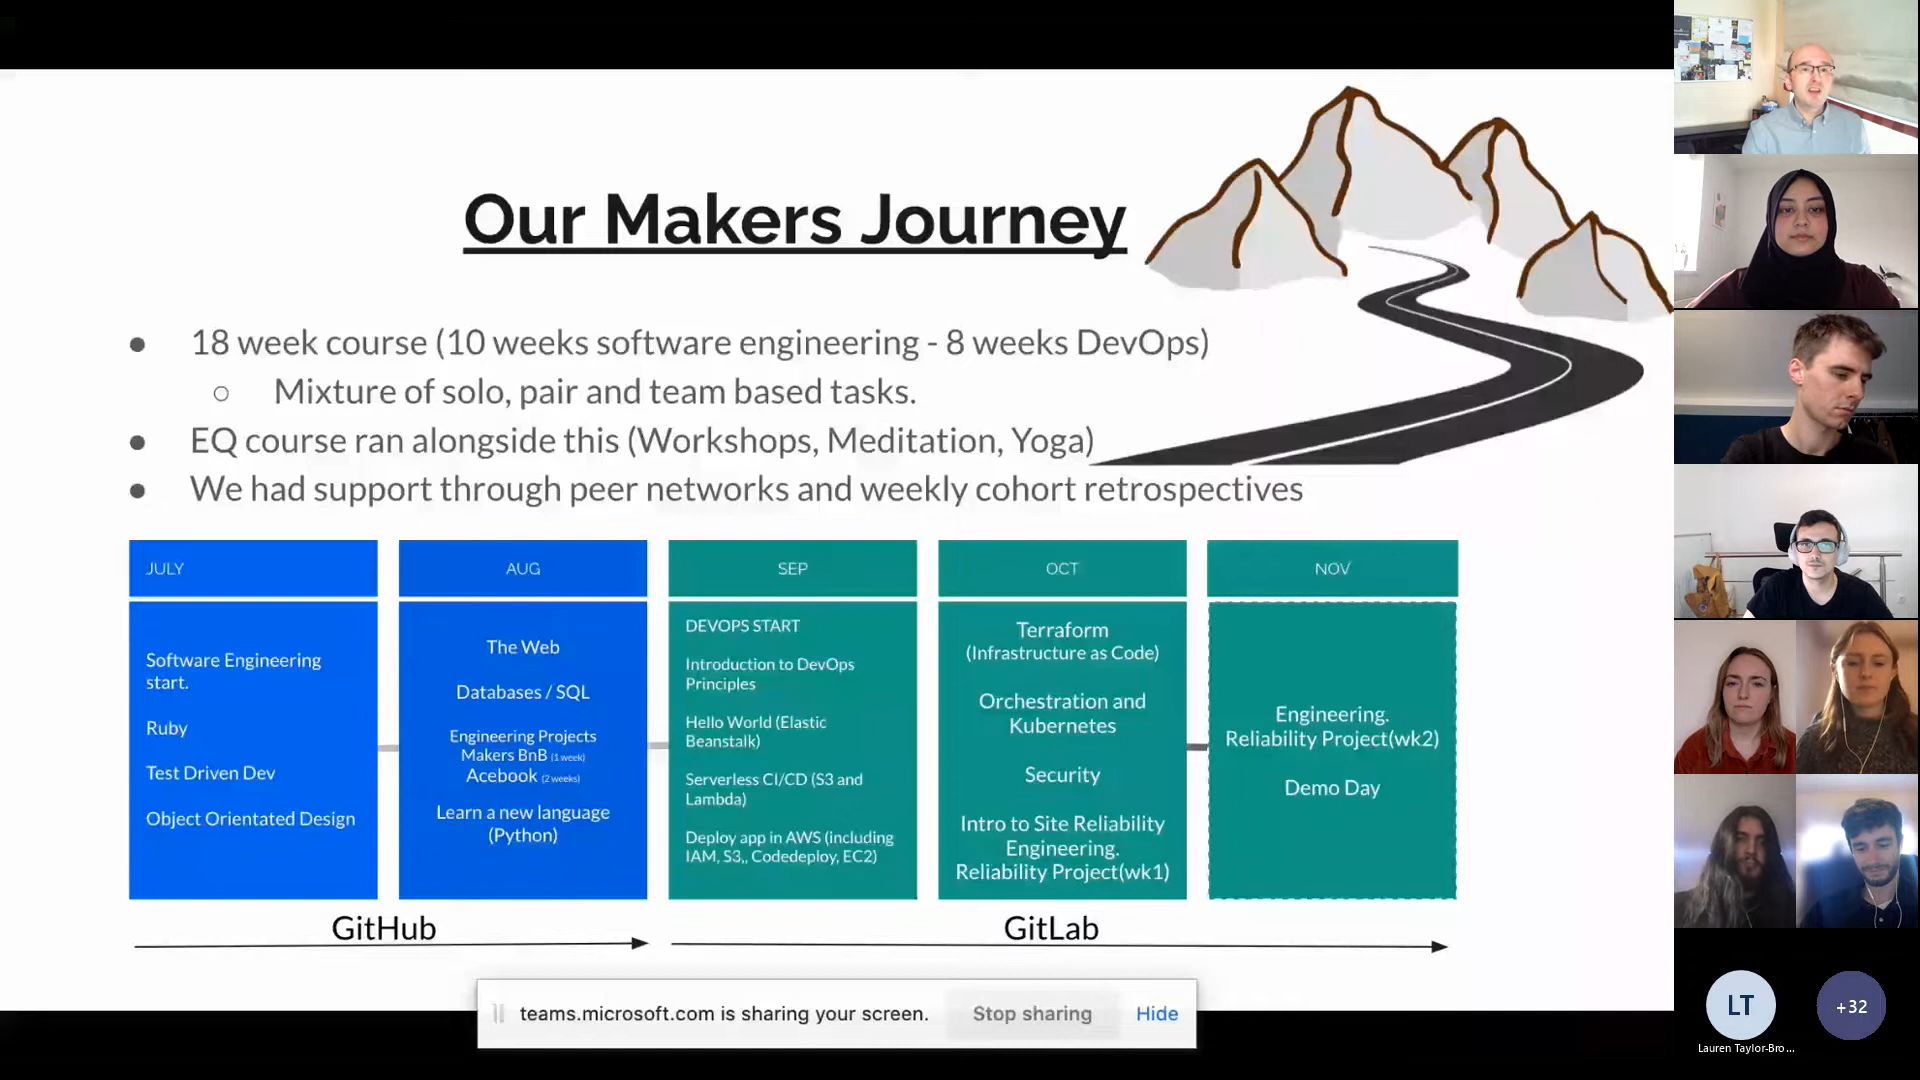 Our Makers Journey
● 18 week course (10 weeks software engineering - 8 weeks DevOps)
○ Mixture of solo, pair and team based tasks.
● EQ course ran alongside this (Workshops, Meditation, Yoga)
● We had support through peer networks and weekly cohort retrospectives
JULY
Software Engineering
start.
Ruby
Test Driven Dev
Object Orientated Design
AUG
The Web
Databases / SQL
Engineering Projects
Makers BnB (1 week)
Acebook (2 weeks)
Learn a new language
(Python)
SEP
DEVOPS START
Introduction to DevOps
Principles
Hello World (Elastic
Beanstalk)
Serverless CI/CD (S3 and
Lambda)
Deploy app in AWS (including
IAM, S3,, Codedeploy, EC2)
OCT
Terraform
(Infrastructure as Code)
Orchestration and
Kubernetes
Security
Intro to Site Reliability
Engineering.
Reliability Project(wk1)
NOV
Engineering.
Reliability Project(wk2)
Demo Day
GitHub
GitLab
teams.microsoft.com is sharing your screen.
Stop sharing
Hide
LT
Lauren Taylor-Bro...
+32